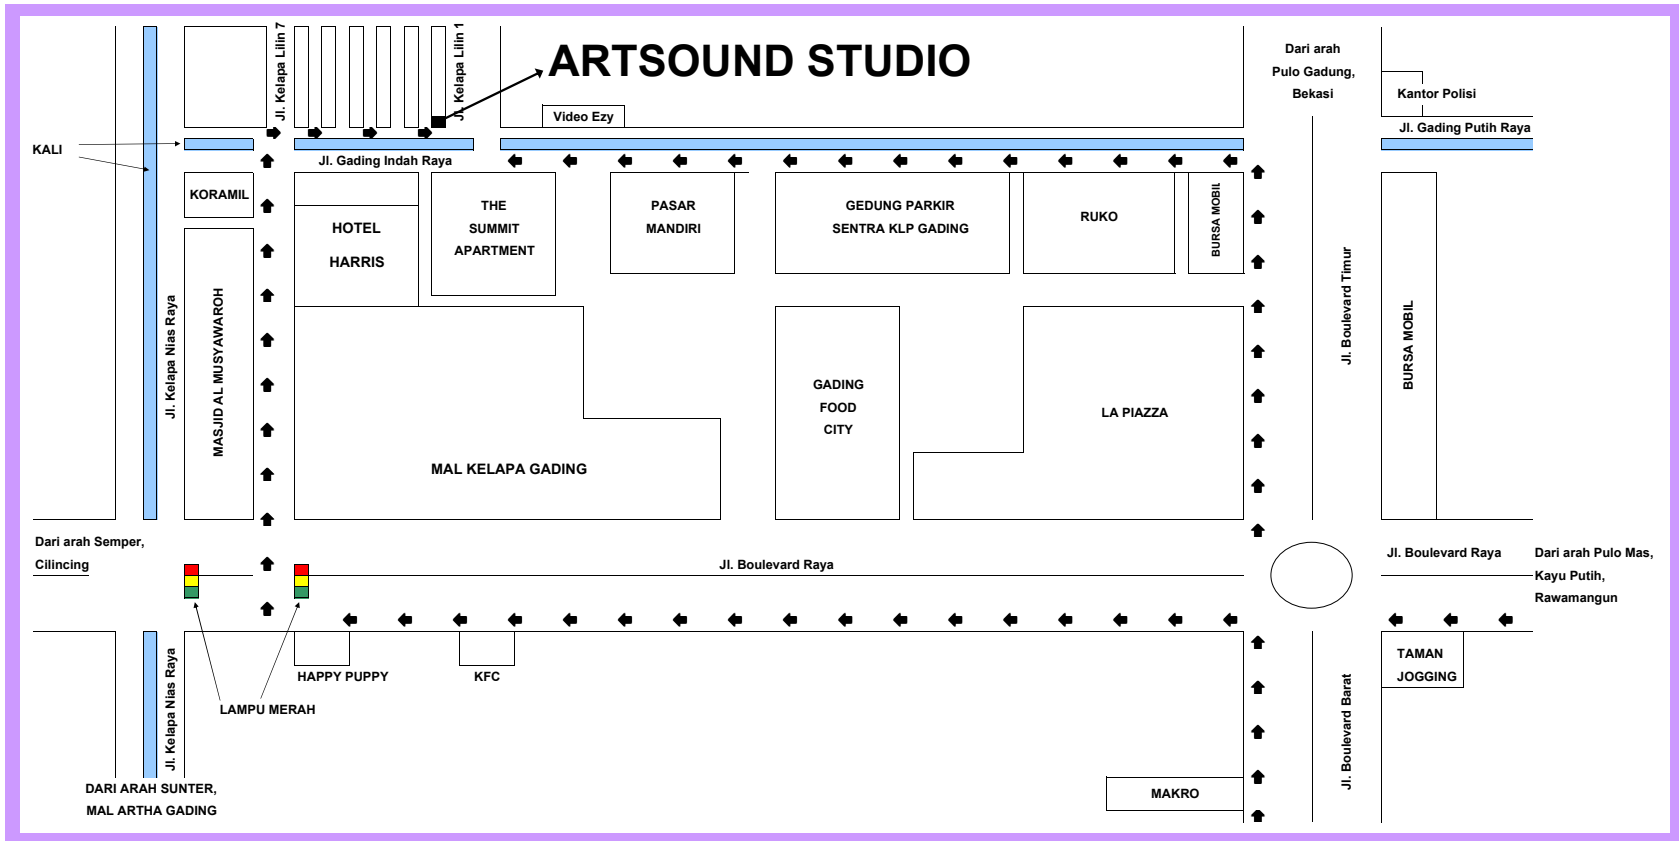 Jl. Kelapa Lilin 7
Jl. Kelapa Lilin 1
ARTSOUND STUDIO
Dari arah
Pulo Gadung,
Bekasi
Kantor Polisi
Video Ezy
Jl. Gading Putih Raya
KALI
Jl. Gading Indah Raya
KORAMIL
HOTEL
HARRIS
THE
SUMMIT
APARTMENT
PASAR
MANDIRI
GEDUNG PARKIR
SENTRA KLP GADING
RUKO
BURSA MOBIL
Jl. Boulevard Timur
BURSA MOBIL
Jl. Kelapa Nias Raya
MASJID AL MUSYAWAROH
MAL KELAPA GADING
GADING
FOOD
CITY
LA PIAZZA
Dari arah Semper,
Cilincing
Jl. Boulevard Raya
Jl. Boulevard Raya
Dari arah Pulo Mas,
Kayu Putih,
Rawamangun
HAPPY PUPPY
KFC
TAMAN
JOGGING
LAMPU MERAH
Jl. Kelapa Nias Raya
Jl. Boulevard Barat
DARI ARAH SUNTER,
MAL ARTHA GADING
MAKRO